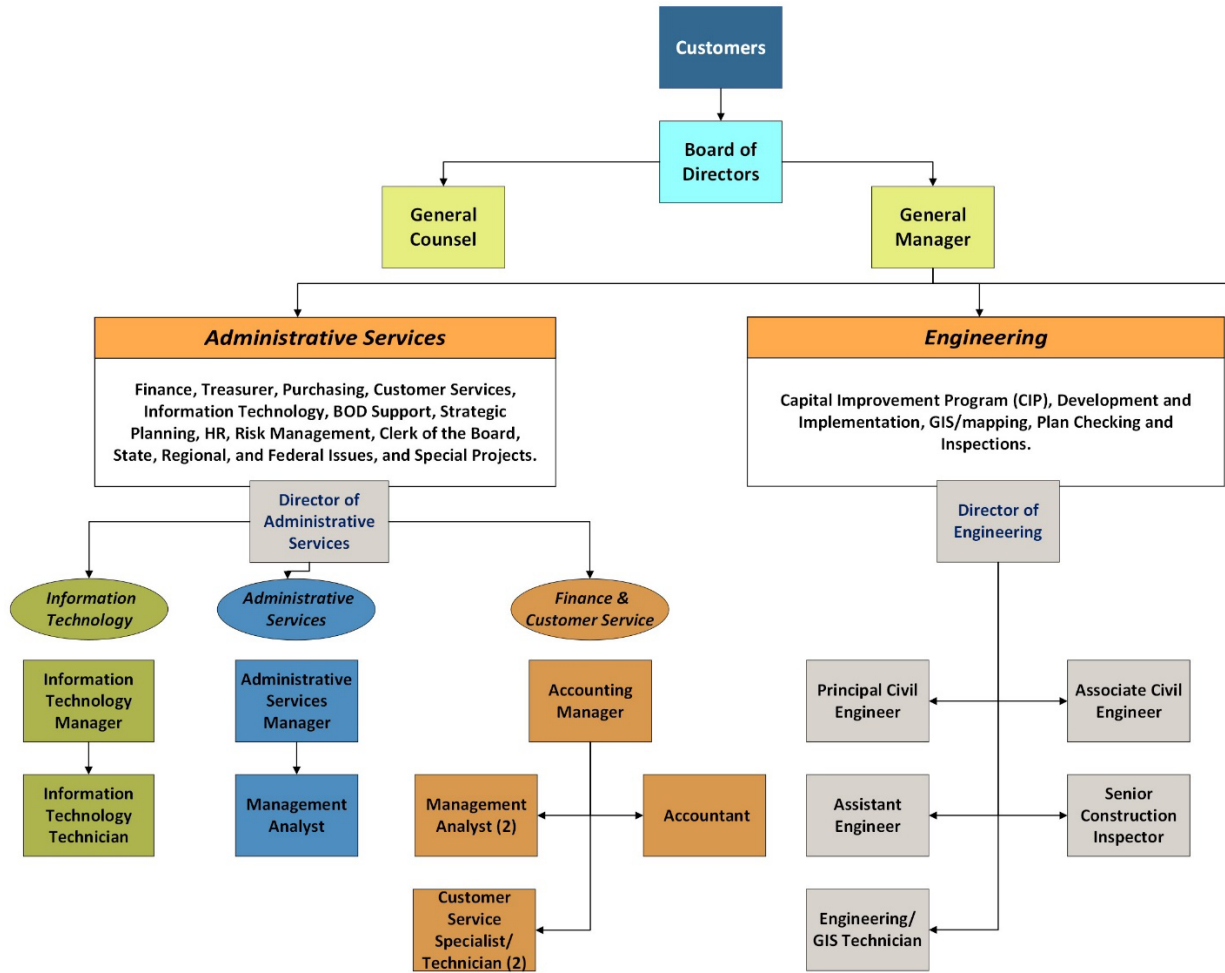 Customers
Board of
Directors
General
Counsel
General
Manager
Administrative Services
Finance, Treasurer, Purchasing, Customer Services,
Information Technology, BOD Support, Strategic
Planning, HR, Risk Management, Clerk of the Board,
State, Regional, and Federal Issues, and Special Projects.
Engineering
Capital Improvement Program (CIP), Development and
Implementation, GIS/mapping, Plan Checking and
Inspections.
Director of
Administrative
Services
Director of
Engineering
Information
Technology
Administrative
Services
Finance &
Customer Service
Information
Technology
Manager
Administrative
Services
Manager
Accounting
Manager
Principal Civil
Engineer
Associate Civil
Engineer
Information
Technology
Technician
Management
Analyst
Management
Analyst (2)
Accountant
Assistant
Engineer
Senior
Construction
Inspector
Customer
Service
Specialist/
Technician (2)
Engineering/
GIS Technician